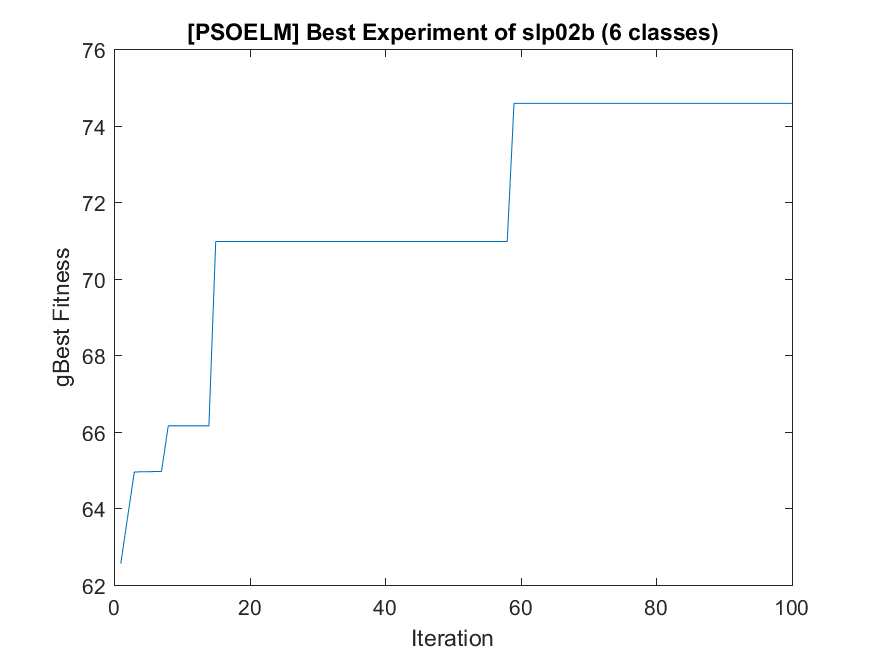 [PSOELM] Best Experiment of slp02b (6 classes)
76
74
72
70
68
66
64
62
gBest Fitness
0 20 40 60 80 100
Iteration